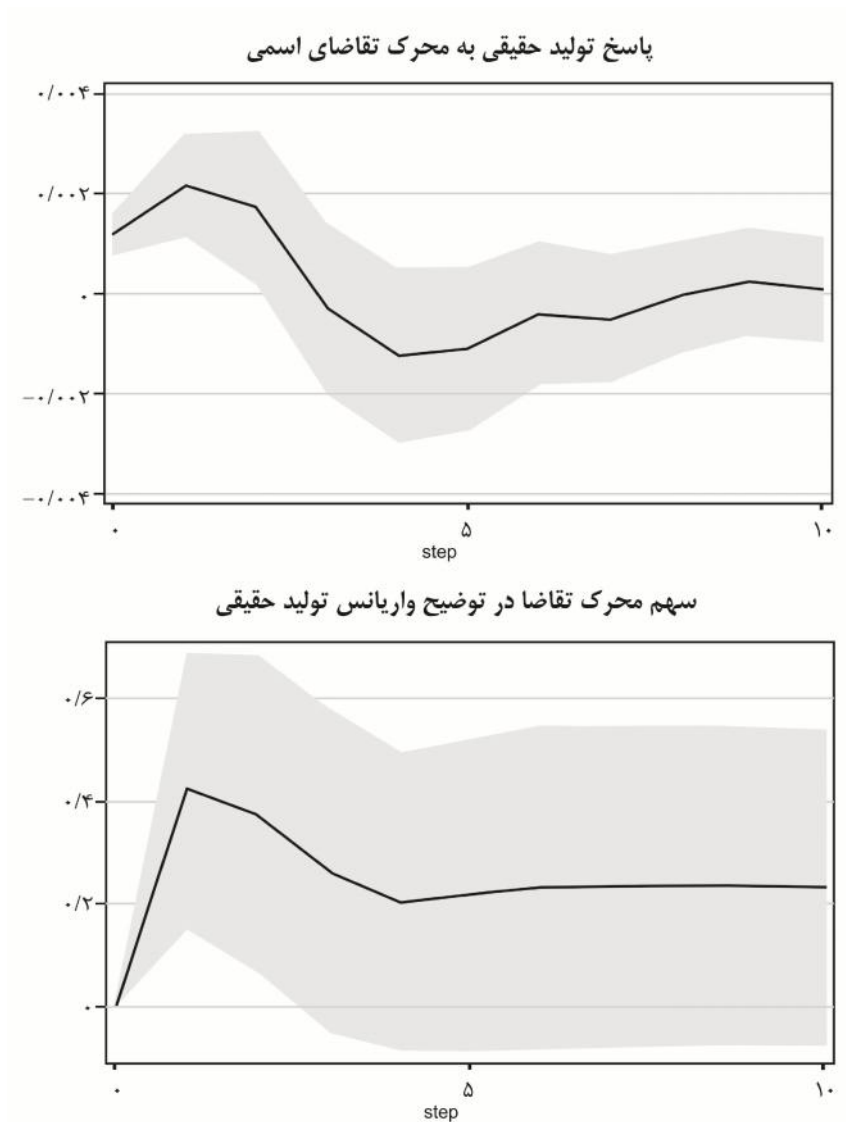 پاسخ تولید حقیقی به محرک تقاضای اسمی
۰/۰۰۴
۰/۰۰۲
۰
−۰/۰۰۲
−۰/۰۰۴
۰ ۵ ۱۰
step
سهم محرک تقاضا در توضیح واریانس تولید حقیقی
۰/۶
۰/۴
۰/۲
۰
۰ ۵ ۱۰
step